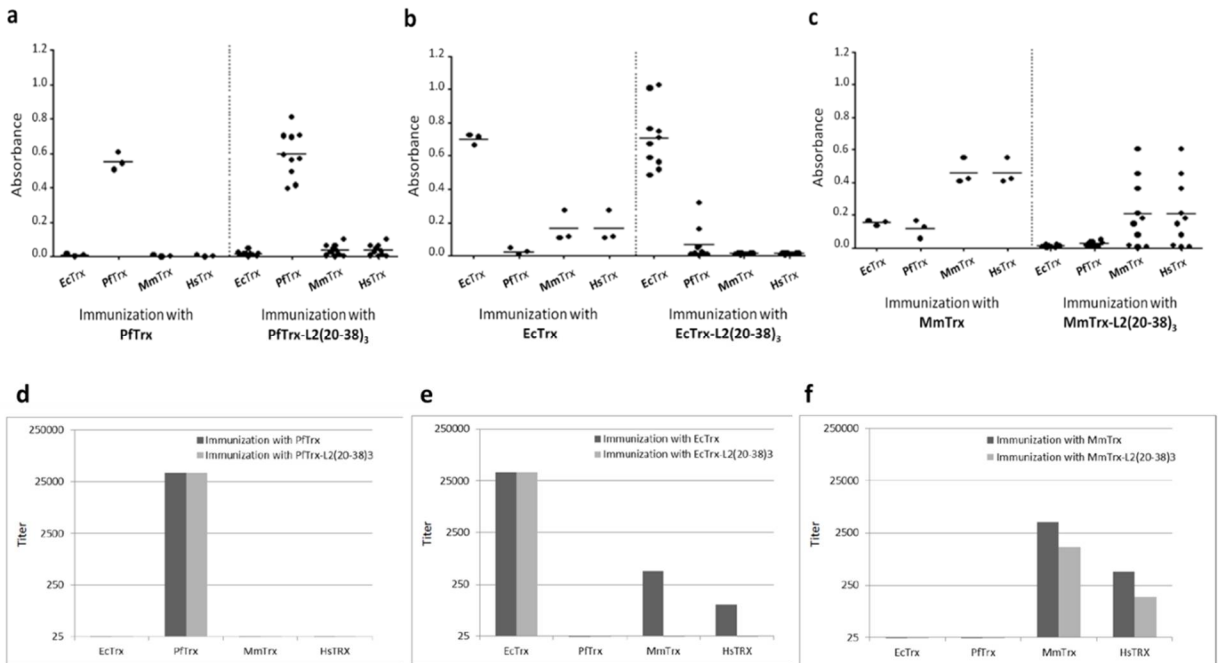 a
1.2
1.0
0.8
0.6
0.4
0.2
0.0
Absorbance
EcTrx PfTrx MmTrx HsTrx EcTrx PfTrx MmTrx HsTrx
Immunization with Immunization with
PfTrx PfTrx-L2(20-38)3
b
1.2
1.0
0.8
0.6
0.4
0.2
0.0
Absorbance
EcTrx PfTrx MmTrx HsTrx EcTrx PfTrx MmTrx HsTrx
Immunization with Immunization with
EcTrx EcTrx-L2(20-38)3
c
1.2
1.0
0.8
0.6
0.4
0.2
0.0
Absorbance
EcTrx PfTrx MmTrx HsTrx EcTrx PfTrx MmTrx HsTrx
Immunization with Immunization with
MmTrx MmTrx-L2(20-38)3
d
250000
25000
2500
250
25
Titer
Immunization with PfTrx
Immunization with PfTrx-L2(20-38)3
EcTrx PfTrx MmTrx HsTRX
e
250000
25000
2500
250
25
Titer
Immunization with EcTrx
Immunization with EcTrx-L2(20-38)3
EcTrx PfTrx MmTrx HsTRX
f
250000
25000
2500
250
25
Titer
Immunization with MmTrx
Immunization with MmTrx-L2(20-38)3
EcTrx PfTrx MmTrx HsTRX